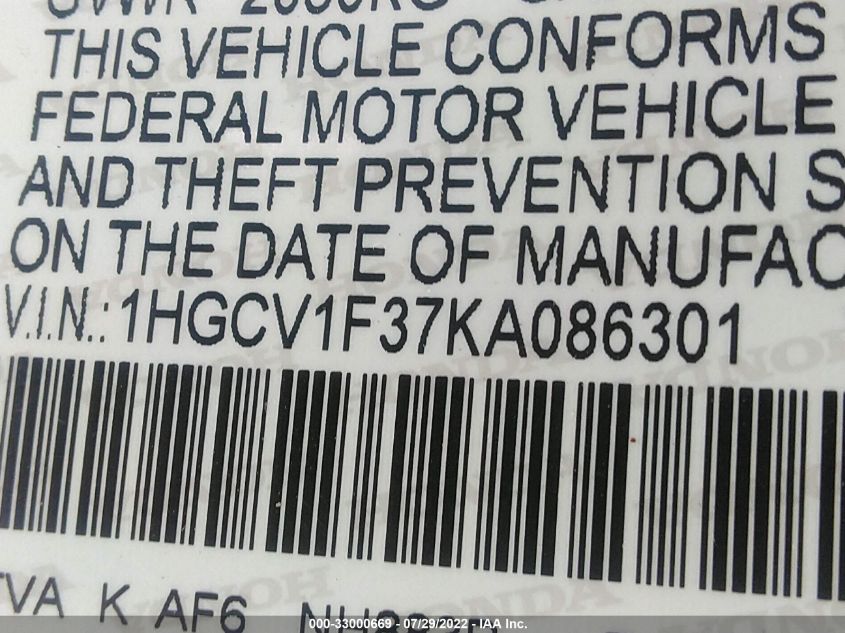 THIS VEHICLE CONFORMS
FEDERAL MOTOR VEHICLE
AND THEFT PREVENTION S
ON THE DATE OF MANUFAC
V.I.N.: 1HGCV1F37KA086301
TVA K AF6
000-33000669 - 07/29/2022 - IAA Inc.